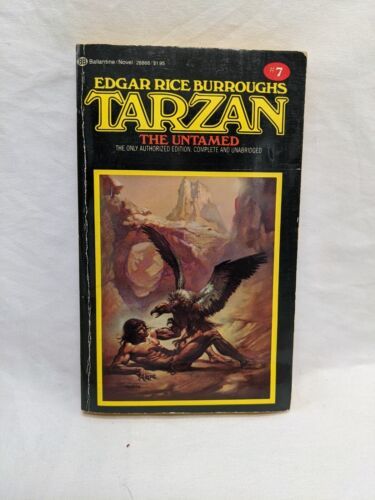 BB Ballantine/Novel/28866/$1.95
#7
EDGAR RICE BURROUGHS
TARZAN
THE UNTAMED
THE ONLY AUTHORIZED EDITION. COMPLETE AND UNABRIDGED